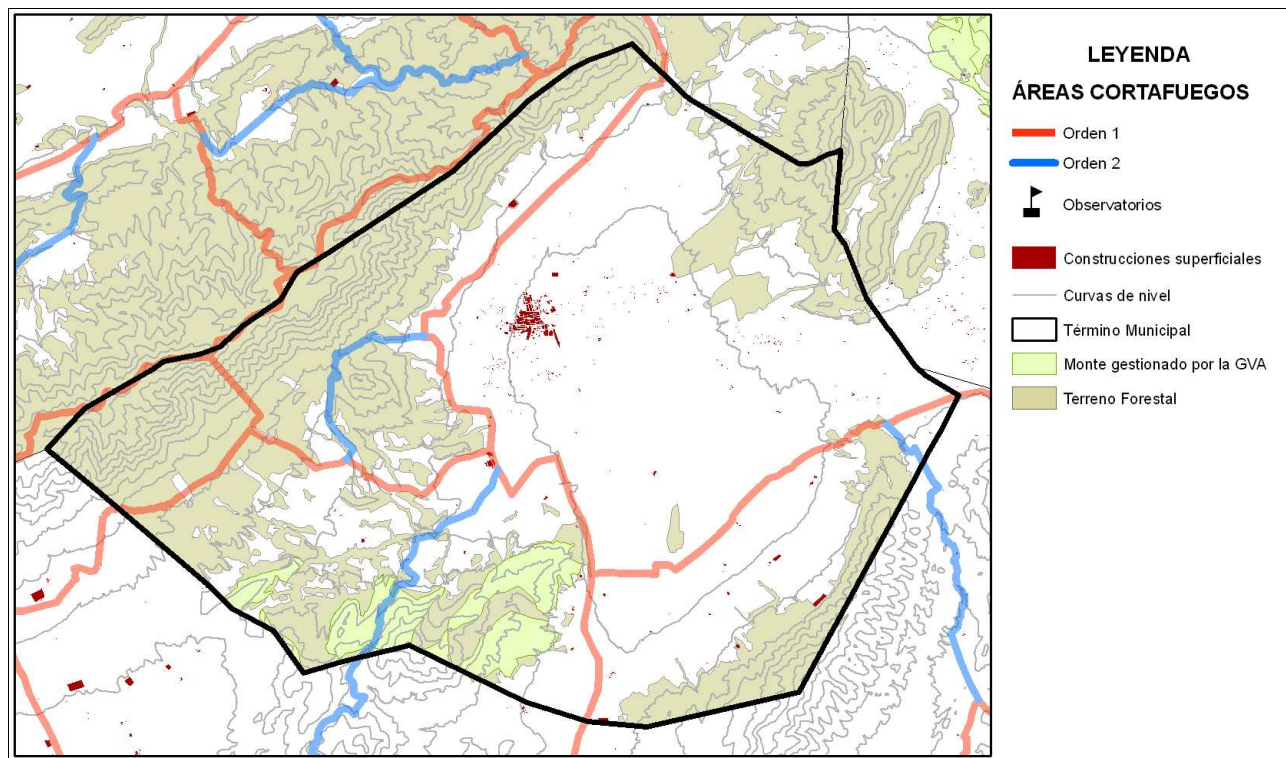 LEYENDA
ÁREAS CORTAFUEGOS
Orden 1
Orden 2
Observatorios
Construcciones superficiales
Curvas de nivel
Término Municipal
Monte gestionado por la GVA
Terreno Forestal